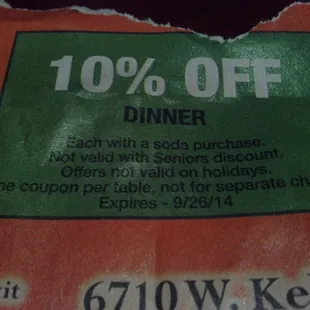 10% OFF
DINNER
Each with a soda purchase.
Not valid with Seniors discount.
Offers not valid on holidays.
coupon per table, not for separate
Expires - 9/26/14
6710 W.